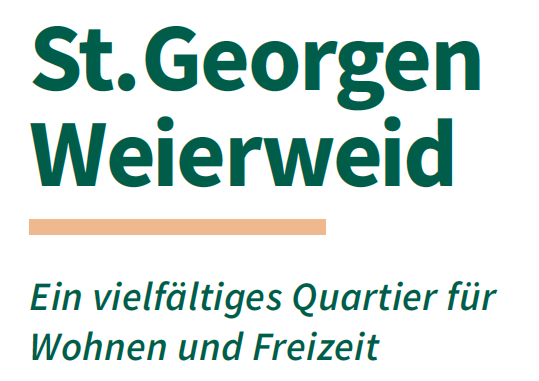 St.Georgen
Weierweid
Ein vielfältiges Quartier für
Wohnen und Freizeit